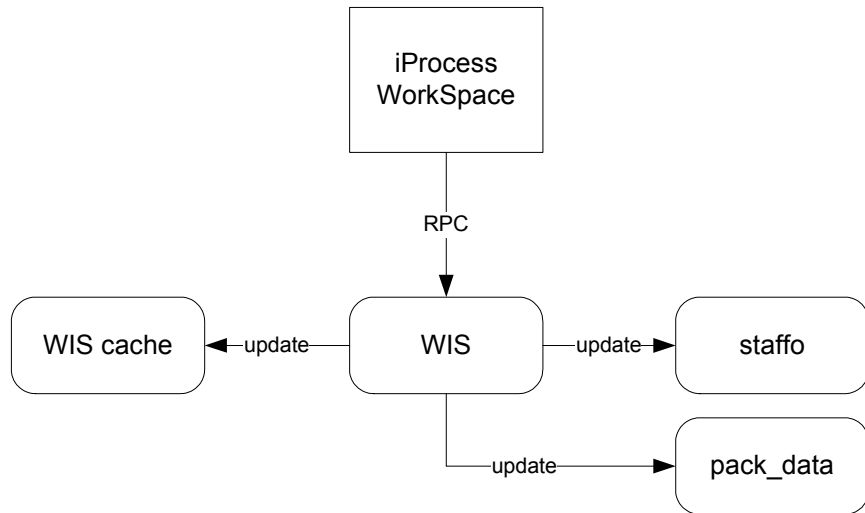 iProcess
WorkSpace
RPC
WIS cache
update
WIS
update
staffo
update
pack_data